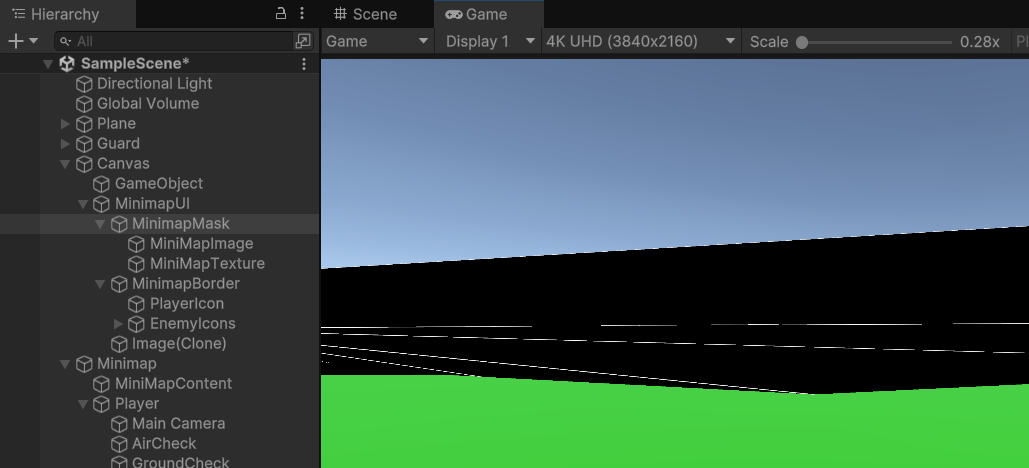 Hierarchy
Scene
Game
All
Game
Display 1
4K UHD (3840x2160)
Scale
0.28x
Pl
SampleScene*
Directional Light
Global Volume
Plane
Guard
Canvas
GameObject
MinimapUI
MinimapMask
MiniMapImage
MiniMapTexture
MinimapBorder
PlayerIcon
EnemyIcons
Image(Clone)
Minimap
MiniMapContent
Player
Main Camera
AirCheck
GroundCheck